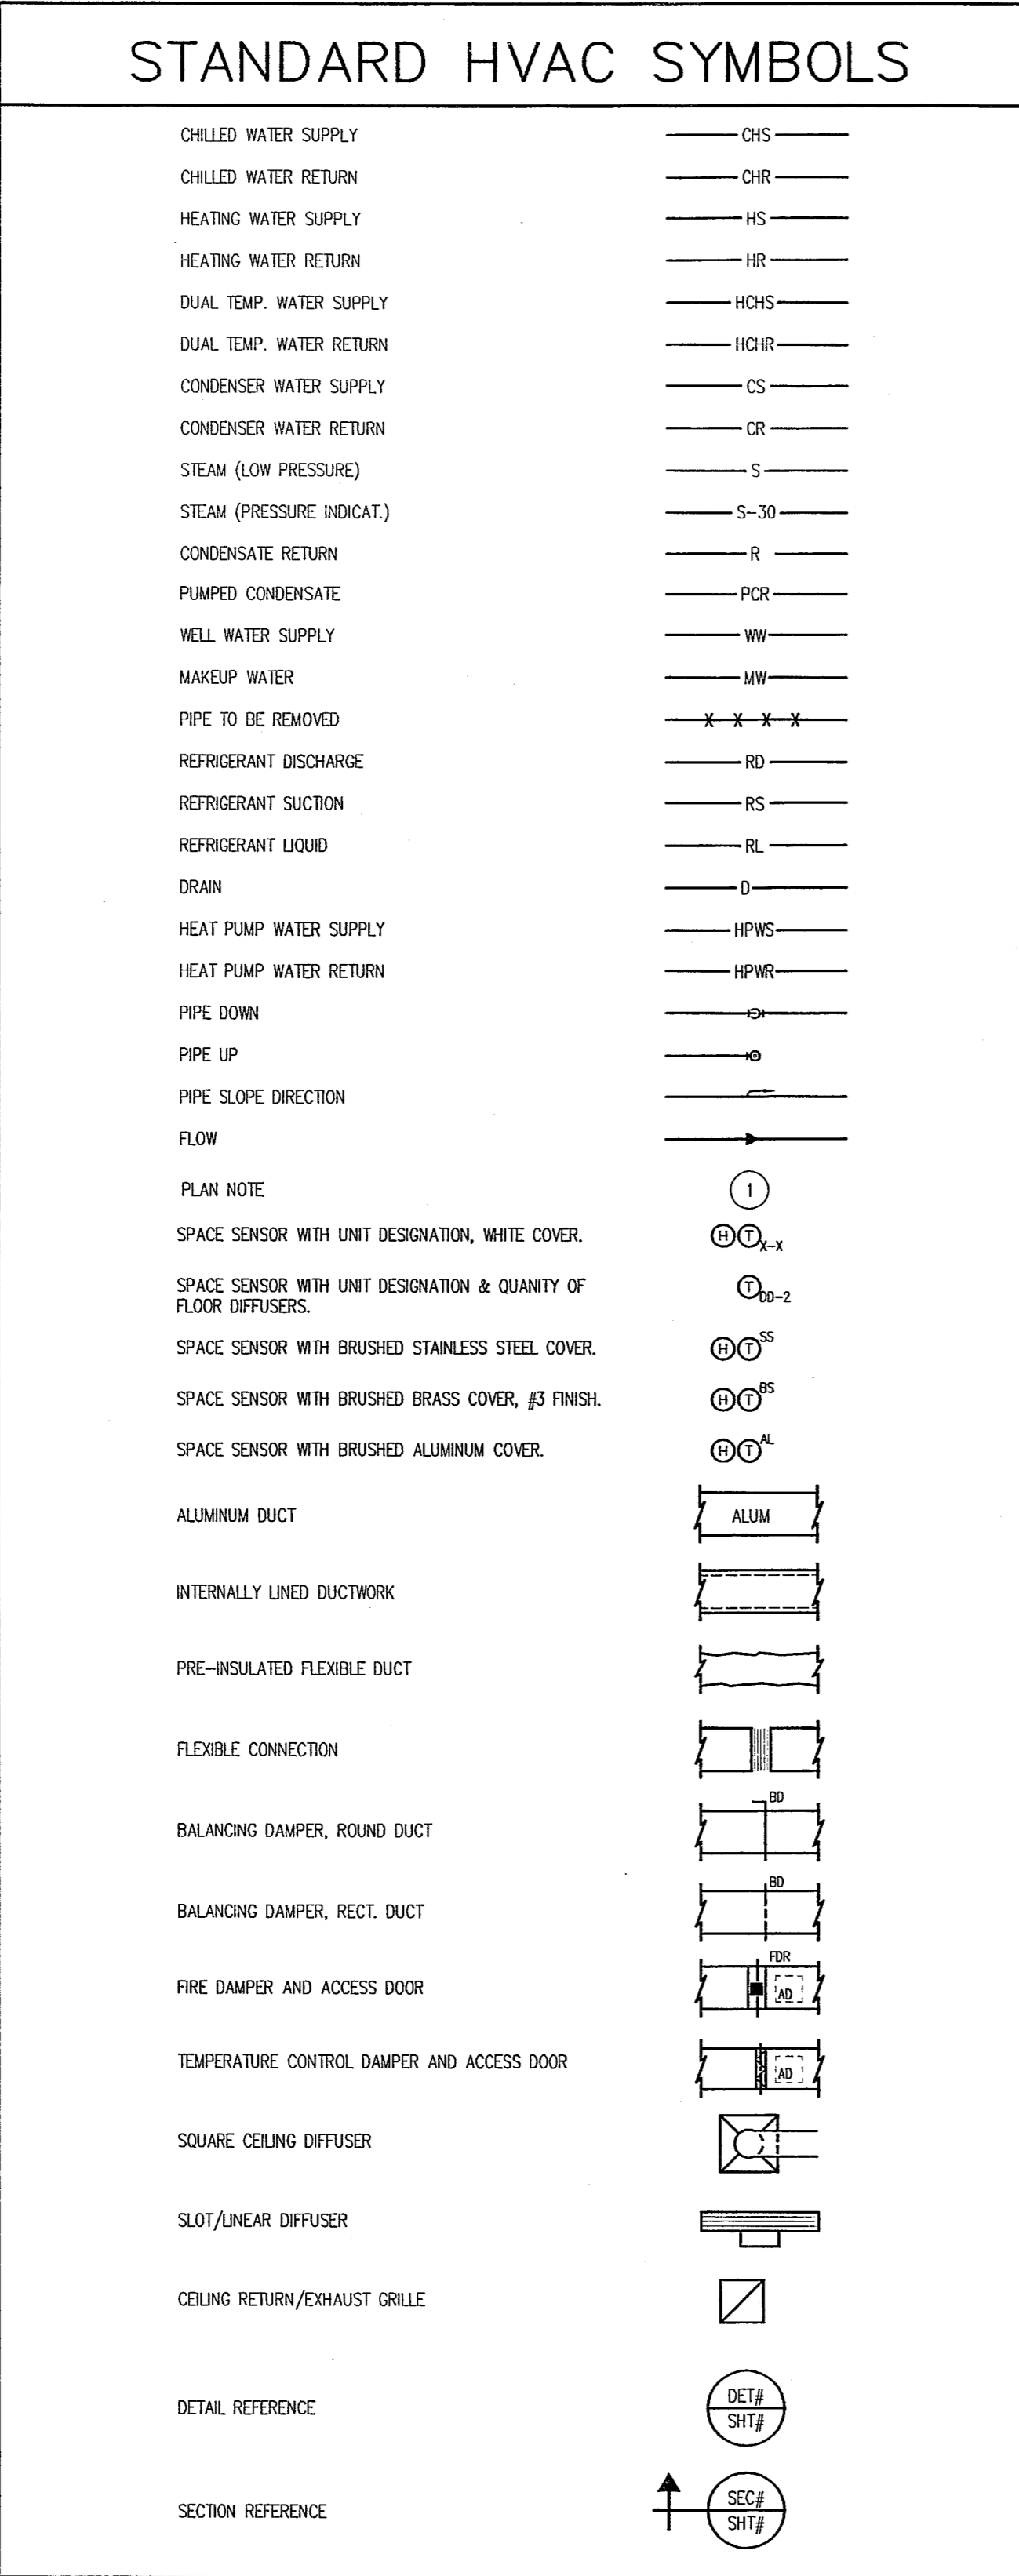 STANDARD HVAC SYMBOLS
CHILLED WATER SUPPLY CHS
CHILLED WATER RETURN CHR
HEATING WATER SUPPLY HS
HEATING WATER RETURN HR
DUAL TEMP. WATER SUPPLY HCHS
DUAL TEMP. WATER RETURN HCHR
CONDENSER WATER SUPPLY CS
CONDENSER WATER RETURN CR
STEAM (LOW PRESSURE) S
STEAM (PRESSURE INDICAT.) S-30
CONDENSATE RETURN R
PUMPED CONDENSATE PCR
WELL WATER SUPPLY WW
MAKEUP WATER MW
PIPE TO BE REMOVED X X X X
REFRIGERANT DISCHARGE RD
REFRIGERANT SUCTION RS
REFRIGERANT LIQUID RL
DRAIN D
HEAT PUMP WATER SUPPLY HPWS
HEAT PUMP WATER RETURN HPWR
PIPE DOWN
PIPE UP
PIPE SLOPE DIRECTION
FLOW
PLAN NOTE 1
SPACE SENSOR WITH UNIT DESIGNATION, WHITE COVER. H T X-X
SPACE SENSOR WITH UNIT DESIGNATION & QUANITY OF T DD-2
FLOOR DIFFUSERS.
SPACE SENSOR WITH BRUSHED STAINLESS STEEL COVER. H T SS
SPACE SENSOR WITH BRUSHED BRASS COVER, #3 FINISH. H T BS
SPACE SENSOR WITH BRUSHED ALUMINUM COVER. H T AL
ALUMINUM DUCT ALUM
INTERNALLY LINED DUCTWORK
PRE-INSULATED FLEXIBLE DUCT
FLEXIBLE CONNECTION
BD
BALANCING DAMPER, ROUND DUCT
BD
BALANCING DAMPER, RECT. DUCT
FDR
FIRE DAMPER AND ACCESS DOOR AD
TEMPERATURE CONTROL DAMPER AND ACCESS DOOR AD
SQUARE CEILING DIFFUSER
SLOT/LINEAR DIFFUSER
CEILING RETURN/EXHAUST GRILLE
DET#
DETAIL REFERENCE
SHT#
SEC#
SECTION REFERENCE
SHT#